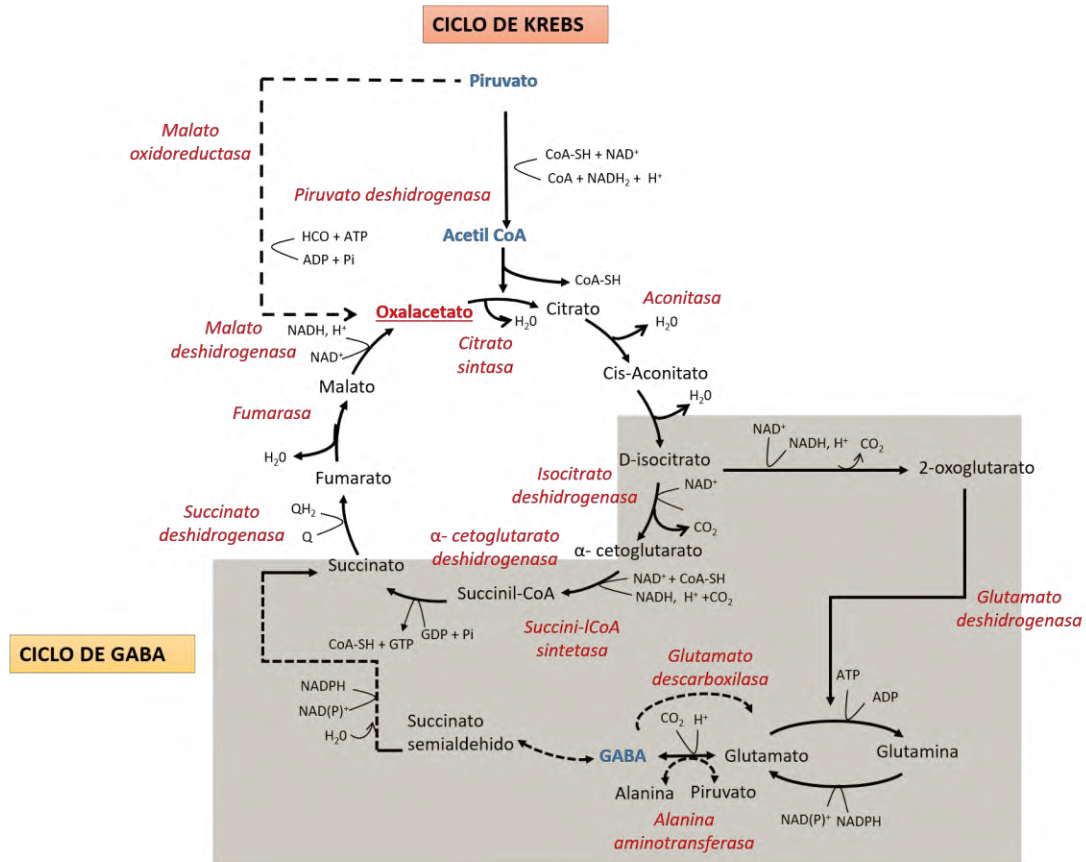 CICLO DE KREBS
Piruvato
Malato
oxidoreductasa
CoA-SH + NAD⁺
CoA + NADH₂ + H⁺
Piruvato deshidrogenasa
Acetil CoA
HCO + ATP
ADP + Pi
CoA-SH
Oxalacetato
H₂0
Citrato
Aconitasa
H₂0
Malato
deshidrogenasa
NADH, H⁺
NAD⁺
Citrato
sintasa
Cis-Aconitato
Malato
H₂0
Fumarasa
H₂0
Fumarato
D-isocitrato
NAD⁺
NADH, H⁺
CO₂
2-oxoglutarato
Isocitrato
deshidrogenasa
NAD⁺
CO₂
Succinato
deshidrogenasa
QH₂
Q
α- cetoglutarato
deshidrogenasa
α- cetoglutarato
Succinato
Succinil-CoA
NAD⁺ + CoA-SH
NADH, H⁺ +CO₂
CoA-SH + GTP
GDP + Pi
Succini-lCoA
sintetasa
Glutamato
deshidrogenasa
CICLO DE GABA
Glutamato
descarboxilasa
NADPH
NAD(P)⁺
H₂0
Succinato
semialdehido
GABA
CO₂
H⁺
Glutamato
ATP
ADP
Glutamina
Alanina
Piruvato
NAD(P)⁺
NADPH
Alanina
aminotransferasa